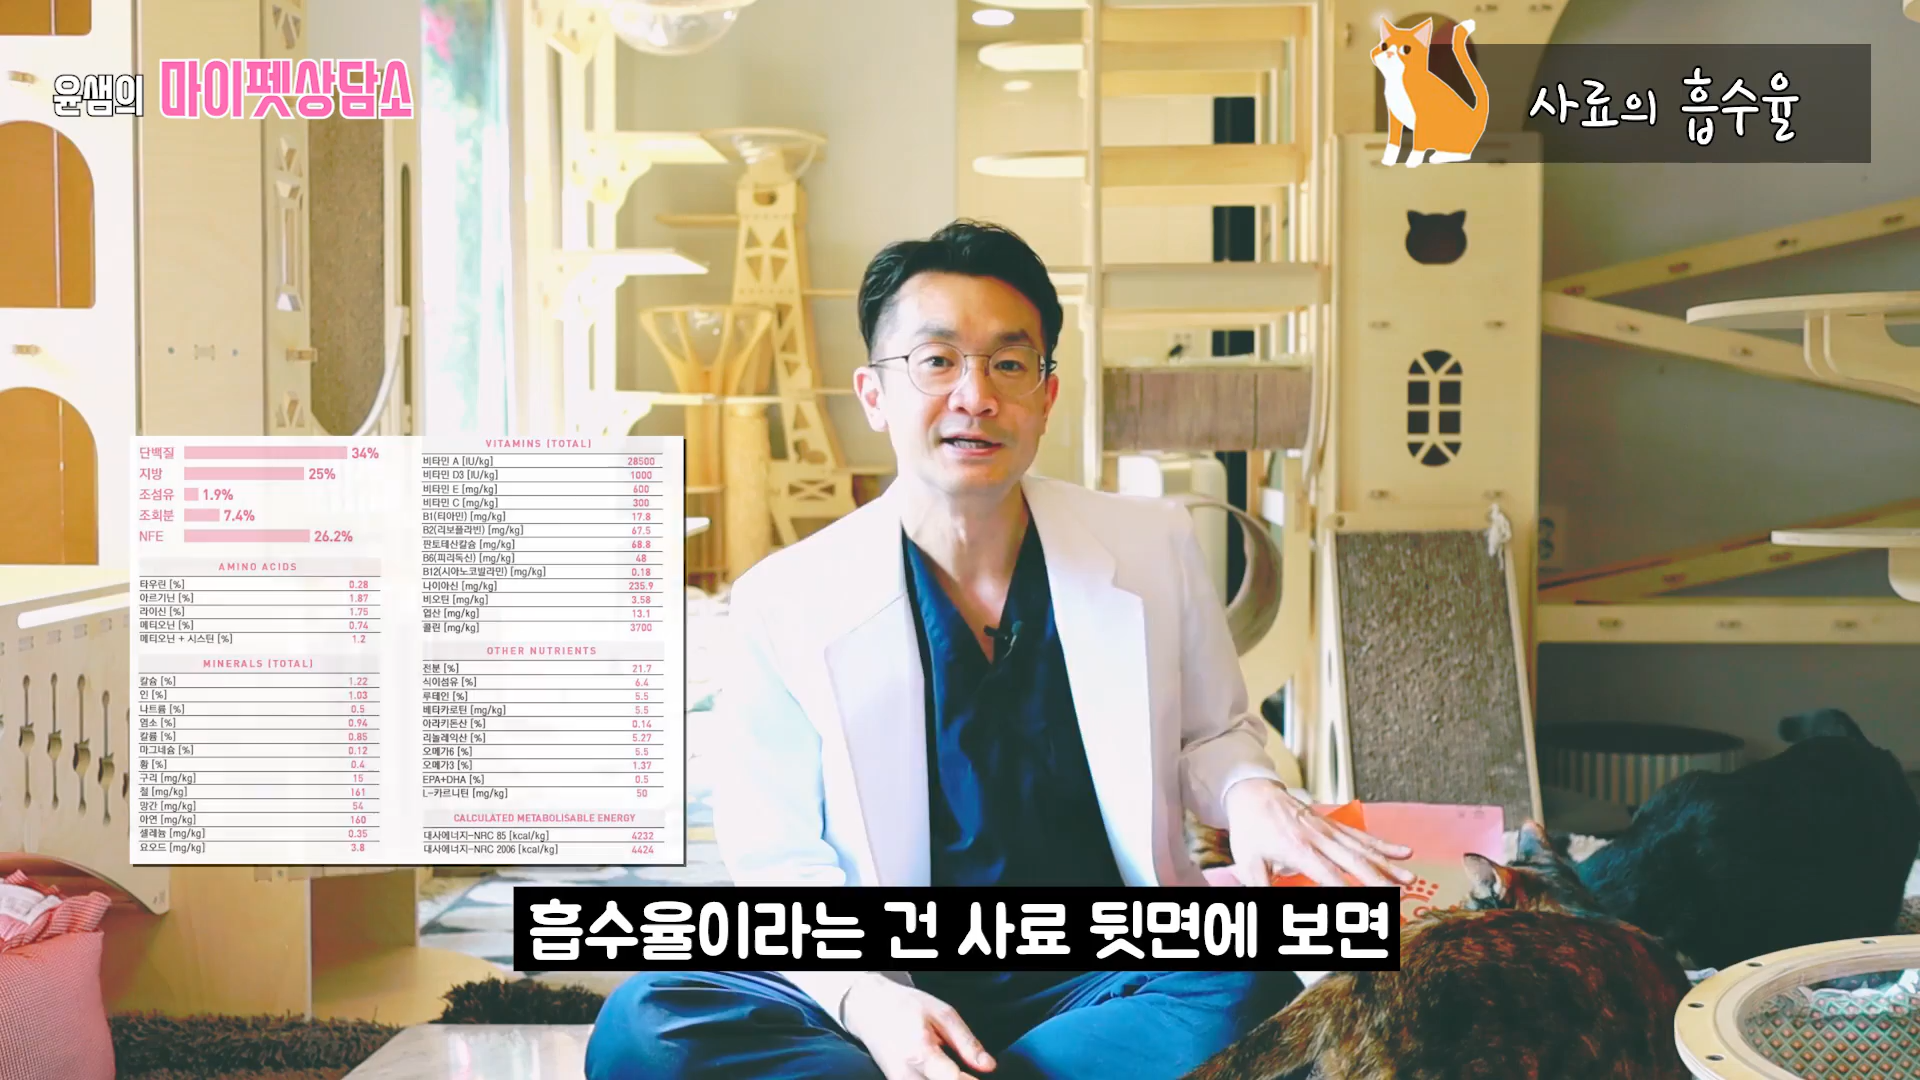 윤샘의 마이펫상담소
사료의 흡수율
단백질 34%
지방 25%
조섬유 1.9%
조회분 7.4%
NFE 26.2%
AMINO ACIDS
타우린 [%] 0.28
아르기닌 [%] 1.87
라이신 [%] 1.75
메티오닌 [%] 0.74
메티오닌 + 시스틴 [%] 1.2
MINERALS (TOTAL)
칼슘 [%] 1.22
인 [%] 1.03
나트륨 [%] 0.5
염소 [%] 0.94
칼륨 [%] 0.85
마그네슘 [%] 0.12
황 [%] 0.4
구리 [mg/kg] 15
철 [mg/kg] 161
망간 [mg/kg] 54
아연 [mg/kg] 160
셀레늄 [mg/kg] 0.35
요오드 [mg/kg] 3.8
VITAMINS (TOTAL)
비타민 A [IU/kg] 28500
비타민 D3 [IU/kg] 1000
비타민 E [mg/kg] 600
비타민 C [mg/kg] 300
B1(티아민) [mg/kg] 17.8
B2(리보플라빈) [mg/kg] 67.5
판토테산칼슘 [mg/kg] 68.8
B6(피리독신) [mg/kg] 48
B12(시아노코발라민) [mg/kg] 0.18
나이아신 [mg/kg] 235.9
비오틴 [mg/kg] 3.58
엽산 [mg/kg] 13.1
콜린 [mg/kg] 3700
OTHER NUTRIENTS
전분 [%] 21.7
식이섬유 [%] 6.4
루테인 [%] 5.5
베타카로틴 [mg/kg] 5.5
아라키돈산 [%] 0.14
리놀레익산 [%] 5.27
오메가6 [%] 5.5
오메가3 [%] 1.37
EPA+DHA [%] 0.5
L-카르니틴 [mg/kg] 50
CALCULATED METABOLISABLE ENERGY
대사에너지-NRC 85 [kcal/kg] 4232
대사에너지-NRC 2006 [kcal/kg] 4424
흡수율이라는 건 사료 뒷면에 보면